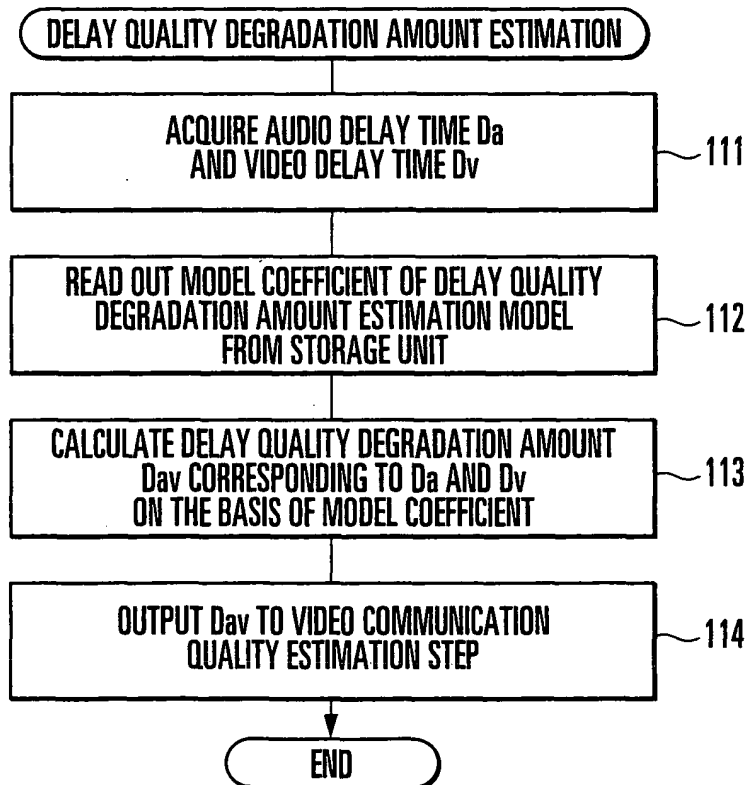 DELAY QUALITY DEGRADATION AMOUNT ESTIMATION
ACQUIRE AUDIO DELAY TIME Da
AND VIDEO DELAY TIME Dv
111
READ OUT MODEL COEFFICIENT OF DELAY QUALITY
DEGRADATION AMOUNT ESTIMATION MODEL
FROM STORAGE UNIT
112
CALCULATE DELAY QUALITY DEGRADATION AMOUNT
Dav CORRESPONDING TO Da AND Dv
ON THE BASIS OF MODEL COEFFICIENT
113
OUTPUT Dav TO VIDEO COMMUNICATION
QUALITY ESTIMATION STEP
114
END